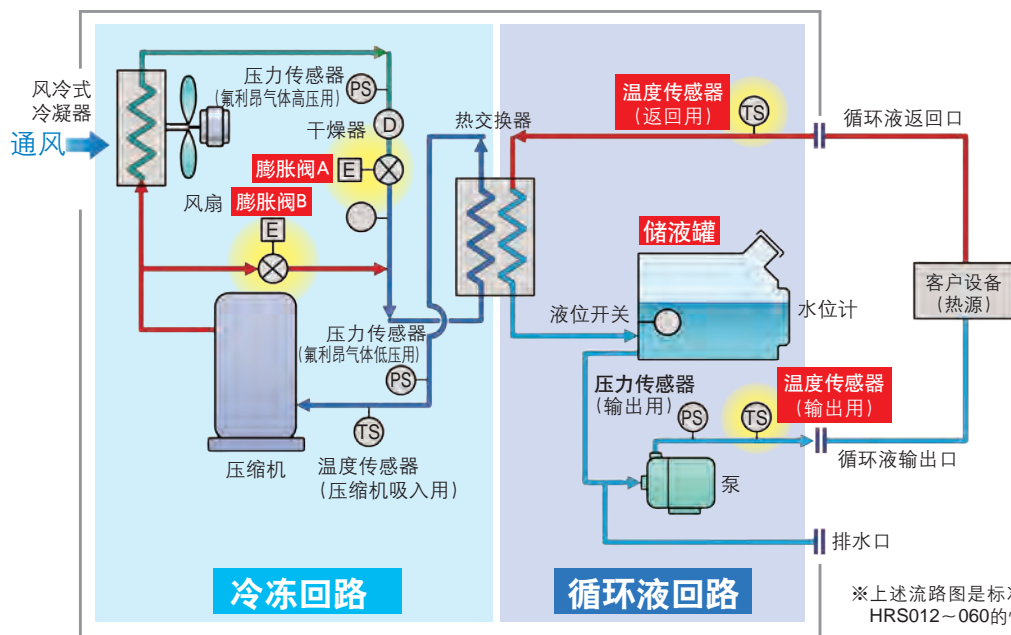 风冷式
冷凝器
通风
压力传感器
(氟利昂气体高压用)
PS
干燥器
D
膨胀阀A
E
风扇
膨胀阀B
E
热交换器
温度传感器
(返回用)
TS
循环液返回口
储液罐
液位开关
水位计
客户设备
(热源)
压力传感器
(氟利昂气体低压用)
PS
TS
压缩机
温度传感器
(压缩机吸入用)
压力传感器
(输出用)
PS
温度传感器
(输出用)
TS
循环液输出口
泵
排水口
冷冻回路
循环液回路
※上述流路图是标
HRS012~060的